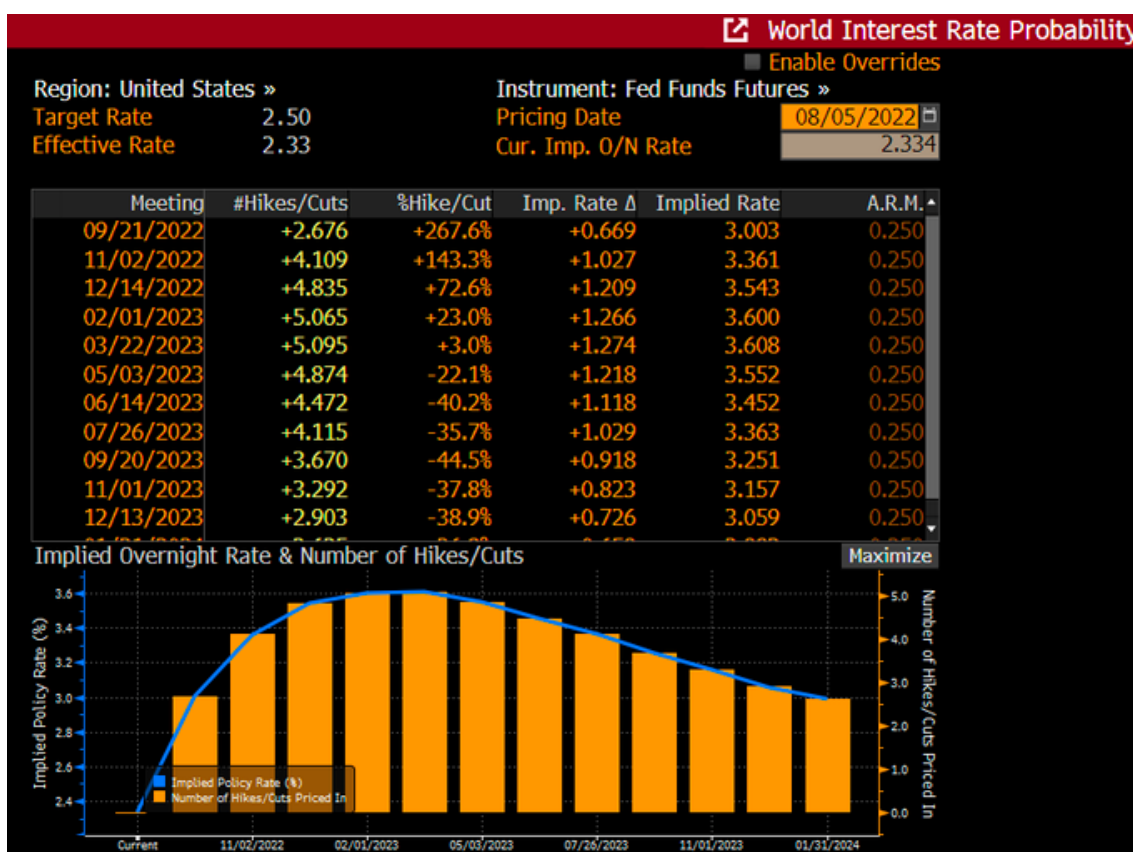 World Interest Rate Probability
Enable Overrides
Region: United States » Instrument: Fed Funds Futures »
Target Rate 2.50 Pricing Date 08/05/2022
Effective Rate 2.33 Cur. Imp. O/N Rate 2.334
Meeting #Hikes/Cuts %Hike/Cut Imp. Rate Δ Implied Rate A.R.M.
09/21/2022 +2.676 +267.6% +0.669 3.003 0.250
11/02/2022 +4.109 +143.3% +1.027 3.361 0.250
12/14/2022 +4.835 +72.6% +1.209 3.543 0.250
02/01/2023 +5.065 +23.0% +1.266 3.600 0.250
03/22/2023 +5.095 +3.0% +1.274 3.608 0.250
05/03/2023 +4.874 -22.1% +1.218 3.552 0.250
06/14/2023 +4.472 -40.2% +1.118 3.452 0.250
07/26/2023 +4.115 -35.7% +1.029 3.363 0.250
09/20/2023 +3.670 -44.5% +0.918 3.251 0.250
11/01/2023 +3.292 -37.8% +0.823 3.157 0.250
12/13/2023 +2.903 -38.9% +0.726 3.059 0.250
Implied Overnight Rate & Number of Hikes/Cuts Maximize
Implied Policy Rate (%)
3.6
3.4
3.2
3.0
2.8
2.6
2.4
Implied Policy Rate (%)
Number of Hikes/Cuts Priced In
5.0
4.0
3.0
2.0
1.0
0.0
Number of Hikes/Cuts Priced In
Current 11/02/2022 02/01/2023 05/03/2023 07/26/2023 11/01/2023 01/31/2024